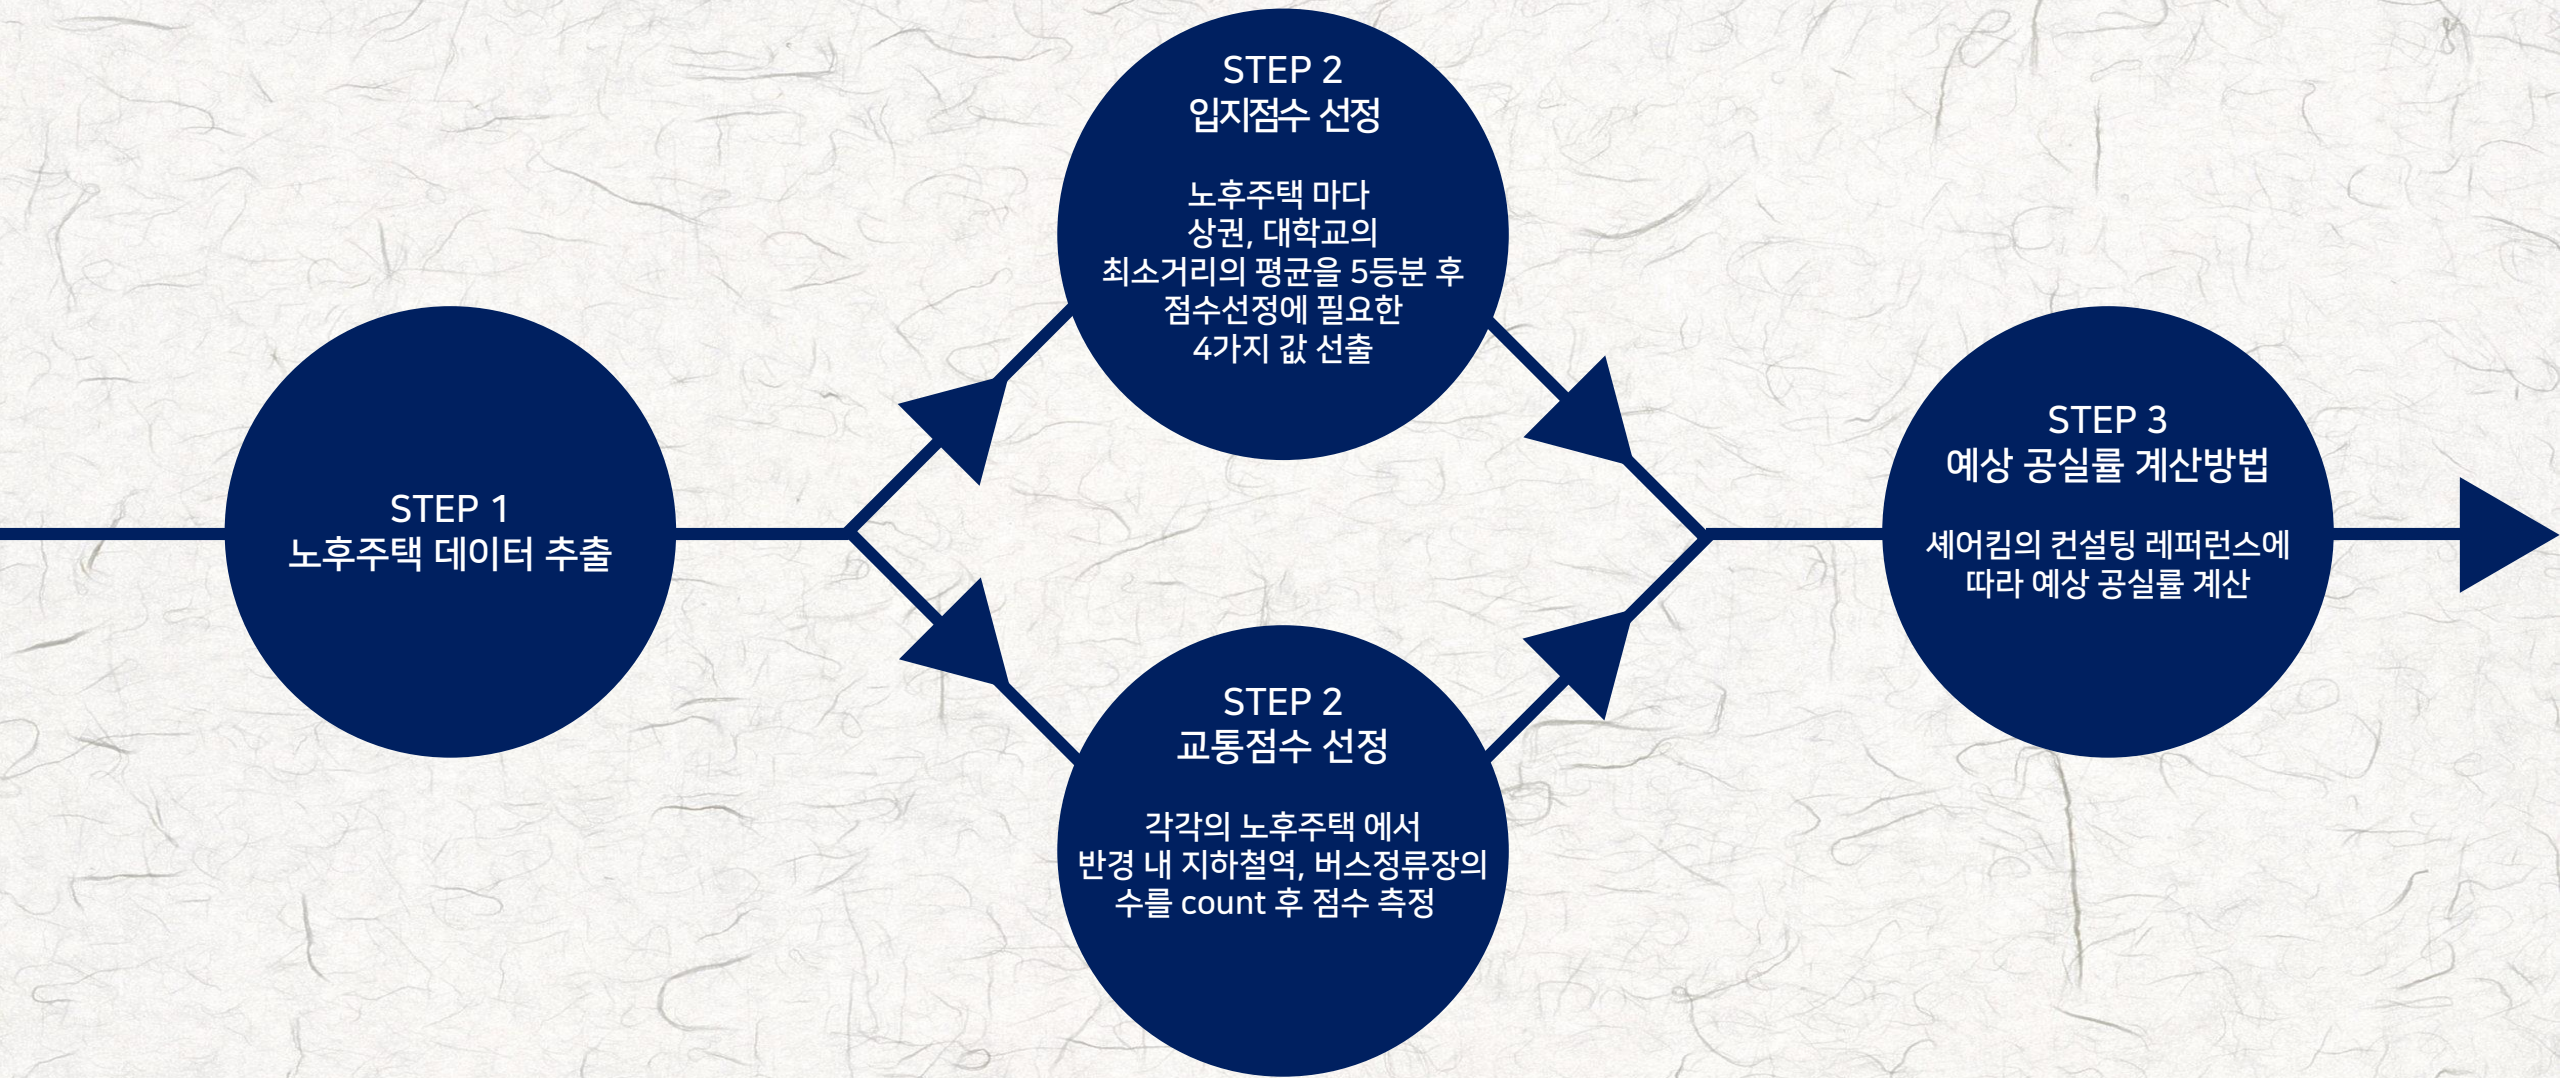 STEP 1
노후주택 데이터 추출
STEP 2
입지점수 선정
노후주택 마다
상권, 대학교의
최소거리의 평균을 5등분 후
점수선정에 필요한
4가지 값 선출
STEP 2
교통점수 선정
각각의 노후주택 에서
반경 내 지하철역, 버스정류장의
수를 count 후 점수 측정
STEP 3
예상 공실률 계산방법
셰어킴의 컨설팅 레퍼런스에
따라 예상 공실률 계산